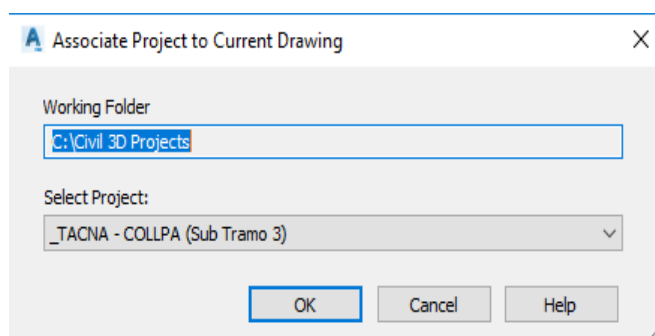 Associate Project to Current Drawing
Working Folder
C:\Civil 3D Projects
Select Project:
_TACNA - COLLPA (Sub Tramo 3)
OK Cancel Help